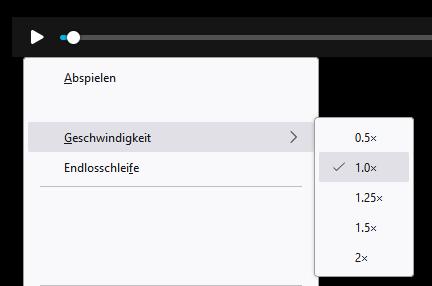 Abspielen
Geschwindigkeit
Endlosschleife
0.5×
1.0×
1.25×
1.5×
2×